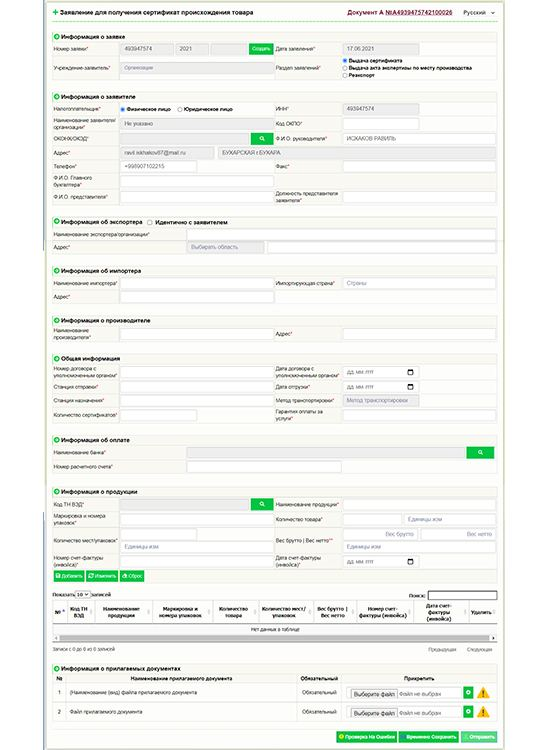 Заявление для получения сертификат происхождения товара Документ A №A4939475742100026 Русский
Информация о заявке
Номер заявки* 493947574 2021 Создать Дата заявления* 17.06.2021
Учреждение-заявитель* Организация Раздел заявлений* Выдача сертификата
Выдача акта экспертизы по месту производства
Реэкспорт
Информация о заявителе
Налогоплательщик* Физическое лицо Юридическое лицо ИНН* 493947574
Наименование заявителя/
организации* Не указано Код ОКПО*
ОКОНХ/ОКЭД* Ф.И.О. руководителя* ИСХАКОВ РАВИЛЬ
Адрес* ravil.iskhakov87@mail.ru БУХАРСКАЯ г.БУХАРА
Телефон* +998907102215 Факс*
Ф.И.О. Главного
бухгалтера*
Ф.И.О. представителя* Должность представителя
заявителя*
Информация об экспортера Идентично с заявителем
Наименование экспортера/организации*
Адрес* Выбирать область
Информация об импортера
Наименование импортера* Импортирующая страна* Страны
Адрес*
Информация о производителе
Наименование
производителя* Адрес*
Общая информация
Номер договора с
уполномоченным органом* Дата договора с
уполномоченным органом* дд.мм.гггг
Станция отправки* Дата отгрузки* дд.мм.гггг
Станция назначения* Метод транспортировки* Метод транспортировки
Количество сертификатов* Гарантия оплаты за
услуги*
Информация об оплате
Наименование банка*
Номер расчетного счета*
Информация о продукции
Код ТН ВЭД* Наименование продукции*
Маркировка и номера
упаковок* Количество товара* Единицы изм
Количество мест/упаковок* Единицы изм Вес брутто | Вес нетто* Вес брутто Вес нетто
Единицы изм
Номер счет-фактуры
(инвойса)* Дата счет-фактуры
(инвойса)* дд.мм.гггг
Добавить Изменить Сброс
Показать 10 записей Поиск:
№ Код ТН
ВЭД Наименование
продукции Маркировка и
номера упаковок Количество
товара Количество мест/
упаковок Вес брутто |
Вес нетто Номер счет-
фактуры (инвойса) Дата счет-
фактуры
(инвойса) Удалить
Нет данных в таблице
Записи с 0 до 0 из 0 записей Предыдущая Следующая
Информация о прилагаемых документах
№ Наименование прилагаемого документа Обязательный Прикрепить
1 (Наименование (вид) файла прилагаемого документа Обязательный Выберите файл Файл не выбран
2 Файл прилагаемого документа Обязательный Выберите файл Файл не выбран
Проверка На Ошибки Временно Сохранить Отправить